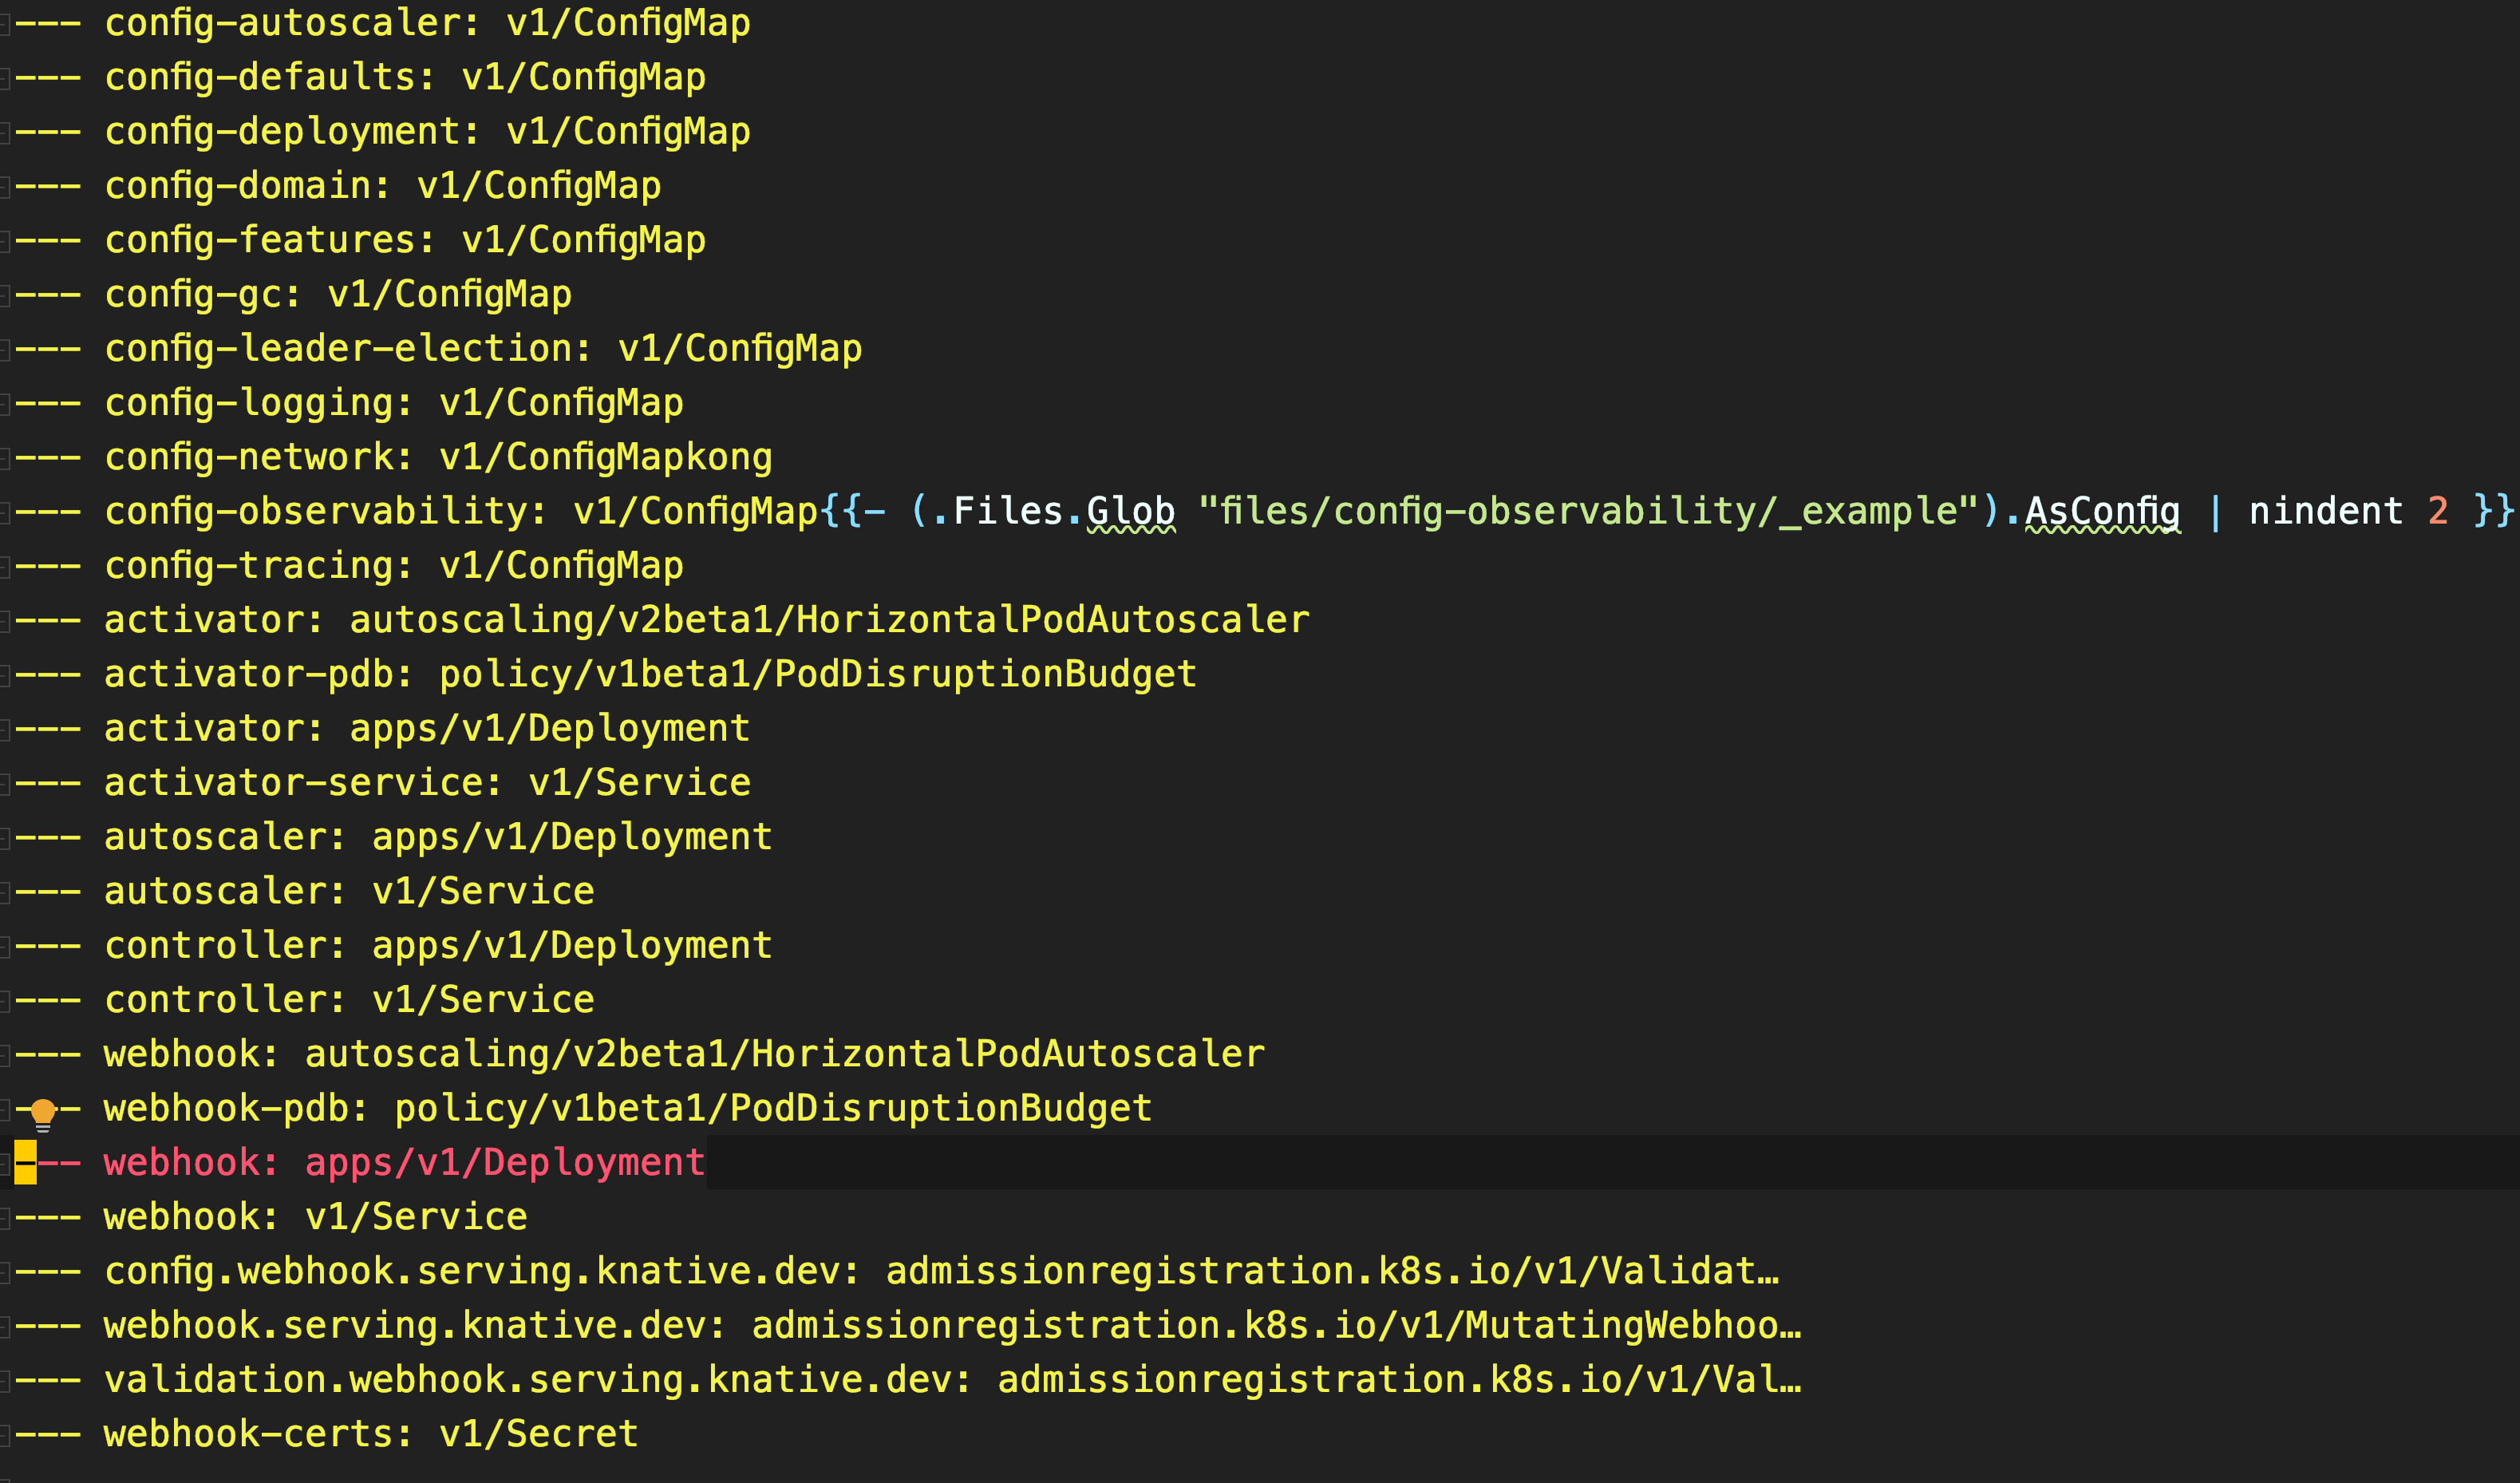 --- config-autoscaler: v1/ConfigMap
--- config-defaults: v1/ConfigMap
--- config-deployment: v1/ConfigMap
--- config-domain: v1/ConfigMap
--- config-features: v1/ConfigMap
--- config-gc: v1/ConfigMap
--- config-leader-election: v1/ConfigMap
--- config-logging: v1/ConfigMap
--- config-network: v1/ConfigMapkong
--- config-observability: v1/ConfigMap{{- (.Files.Glob "files/config-observability/_example").AsConfig | nindent 2 }}
--- config-tracing: v1/ConfigMap
--- activator: autoscaling/v2beta1/HorizontalPodAutoscaler
--- activator-pdb: policy/v1beta1/PodDisruptionBudget
--- activator: apps/v1/Deployment
--- activator-service: v1/Service
--- autoscaler: apps/v1/Deployment
--- autoscaler: v1/Service
--- controller: apps/v1/Deployment
--- controller: v1/Service
--- webhook: autoscaling/v2beta1/HorizontalPodAutoscaler
--- webhook-pdb: policy/v1beta1/PodDisruptionBudget
--- webhook: apps/v1/Deployment
--- webhook: v1/Service
--- config.webhook.serving.knative.dev: admissionregistration.k8s.io/v1/Validat…
--- webhook.serving.knative.dev: admissionregistration.k8s.io/v1/MutatingWebhoo…
--- validation.webhook.serving.knative.dev: admissionregistration.k8s.io/v1/Val…
--- webhook-certs: v1/Secret